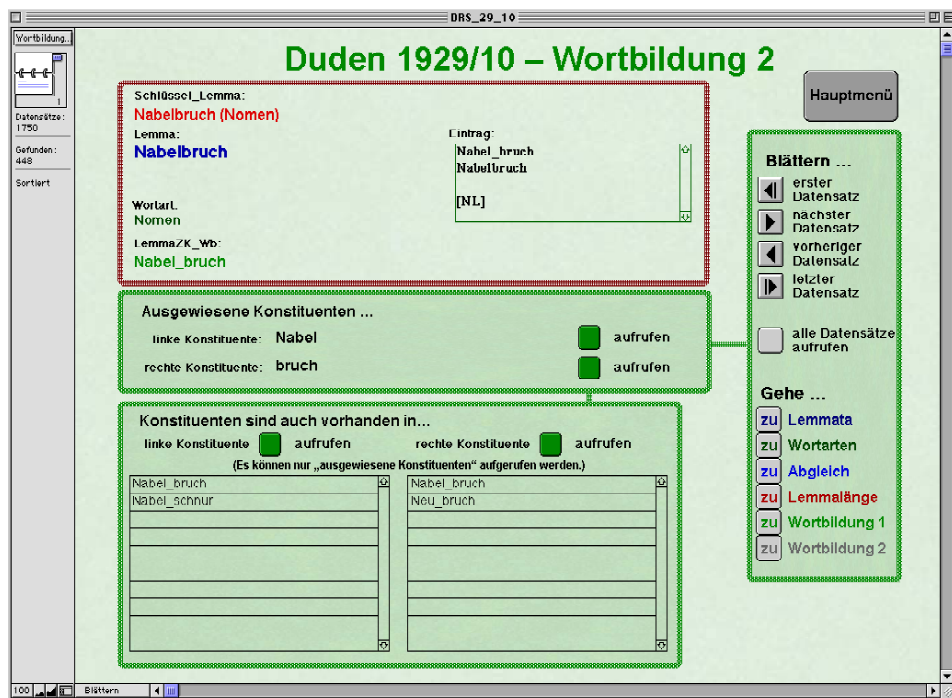 DRS_29_10
Wortbildung..
1
Datensätze:
1750
Gefunden:
448
Sortiert
Duden 1929/10 – Wortbildung 2
Schlüssel_Lemma:
Nabelbruch (Nomen)
Lemma:
Nabelbruch
Wortart:
Nomen
LemmaZK_Wb:
Nabel_bruch
Eintrag:
Nabel_bruch
Nabelbruch
[NL]
Hauptmenü
Blättern ...
erster
Datensatz
nächster
Datensatz
vorheriger
Datensatz
letzter
Datensatz
alle Datensätze
aufrufen
Gehe ...
zu Lemmata
zu Wortarten
zu Abgleich
zu Lemmalänge
zu Wortbildung 1
zu Wortbildung 2
Ausgewiesene Konstituenten ...
linke Konstituente: Nabel aufrufen
rechte Konstituente: bruch aufrufen
Konstituenten sind auch vorhanden in...
linke Konstituente aufrufen rechte Konstituente aufrufen
(Es können nur „ausgewiesene Konstituenten“ aufgerufen werden.)
Nabel_bruch
Nabel_schnur
Nabel_bruch
Neu_bruch
100 Blättern